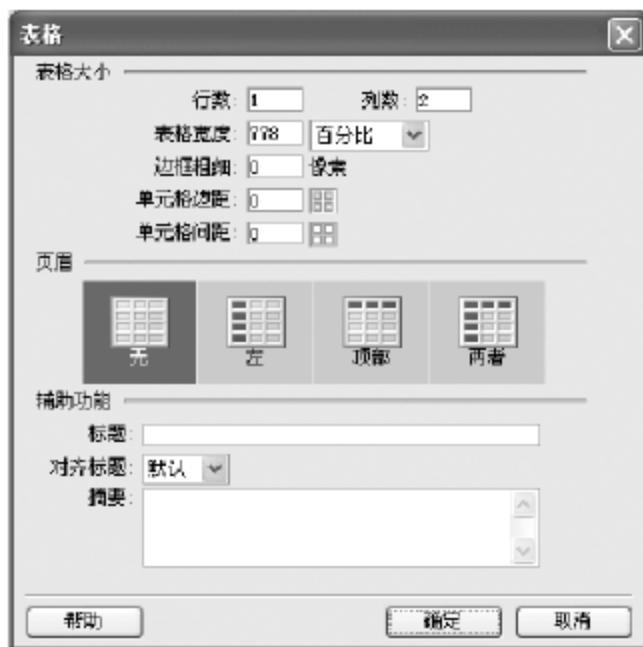 表格
表格大小
行数: 1 列数: 2
表格宽度: 778 百分比
边框粗细: 0 像素
单元格边距: 0
单元格间距: 0
页眉
无 左 顶部 两者
辅助功能
标题:
对齐标题: 默认
摘要:
帮助 确定 取消